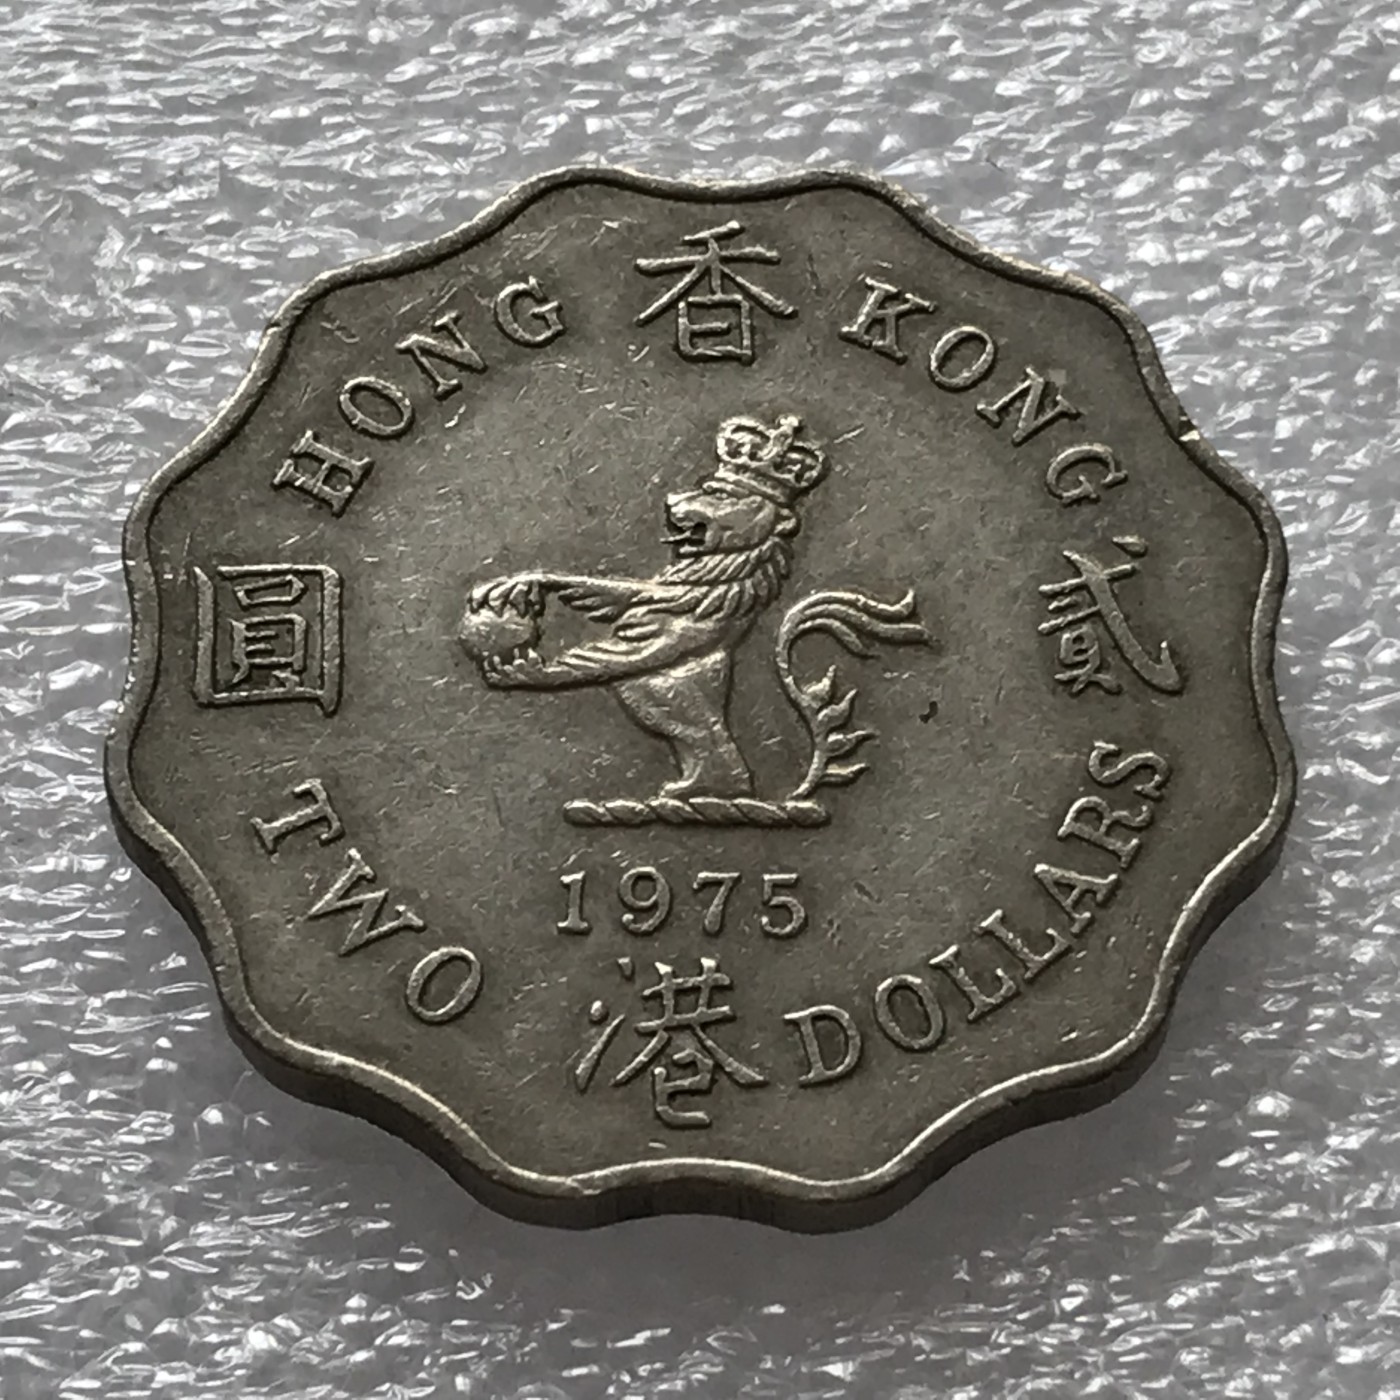 HONG KONG
香港
貳圓
1975
TWO DOLLARS